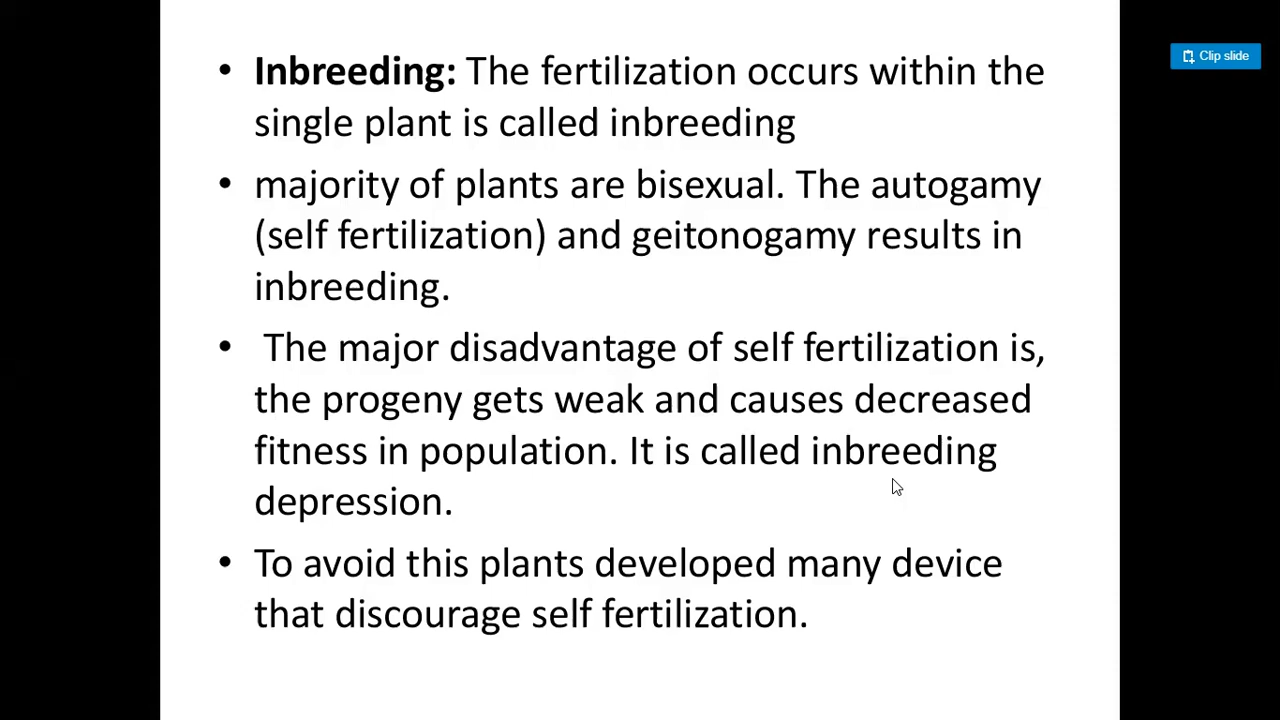 Clip slide
• Inbreeding: The fertilization occurs within the
single plant is called inbreeding
• majority of plants are bisexual. The autogamy
(self fertilization) and geitonogamy results in
inbreeding.
• The major disadvantage of self fertilization is,
the progeny gets weak and causes decreased
fitness in population. It is called inbreeding
depression.
• To avoid this plants developed many device
that discourage self fertilization.